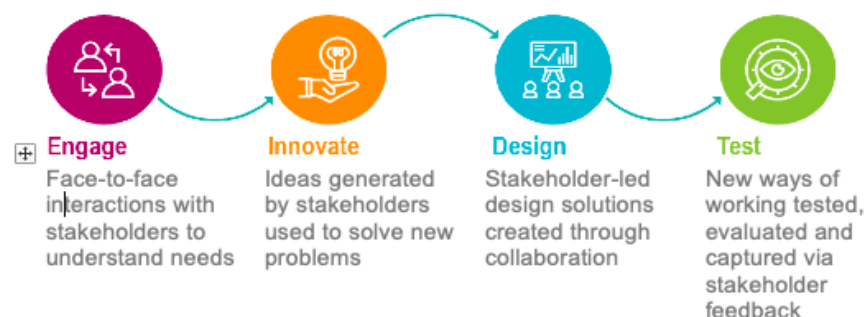 Engage
Face-to-face
interactions with
stakeholders to
understand needs
Innovate
Ideas generated
by stakeholders
used to solve new
problems
Design
Stakeholder-led
design solutions
created through
collaboration
Test
New ways of
working tested,
evaluated and
captured via
stakeholder
feedback